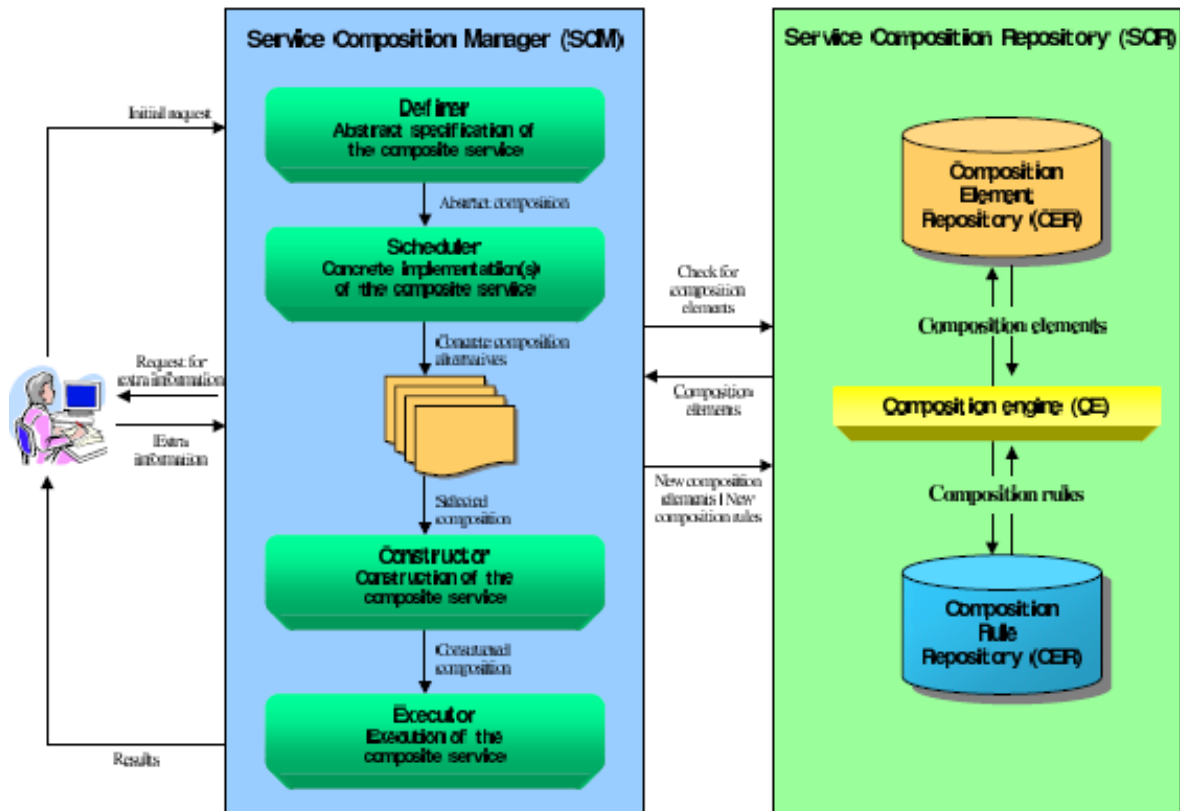 Service Composition Manager (SCM)
Service Composition Repository (SCR)
Initial request
Definer
Abstract specification of
the composite service
Abstract composition
Scheduler
Concrete implementation(s)
of the composite service
Concrete composition
alternatives
Selected
composition
Constructor
Construction of the
composite service
Constructed
composition
Executor
Execution of the
composite service
Request for
extra information
Extra
information
Results
Check for
composition
elements
Composition
elements
New composition
elements | New
composition rules
Composition
Element
Repository (CER)
Composition elements
Composition engine (CE)
Composition rules
Composition
Rule
Repository (CER)